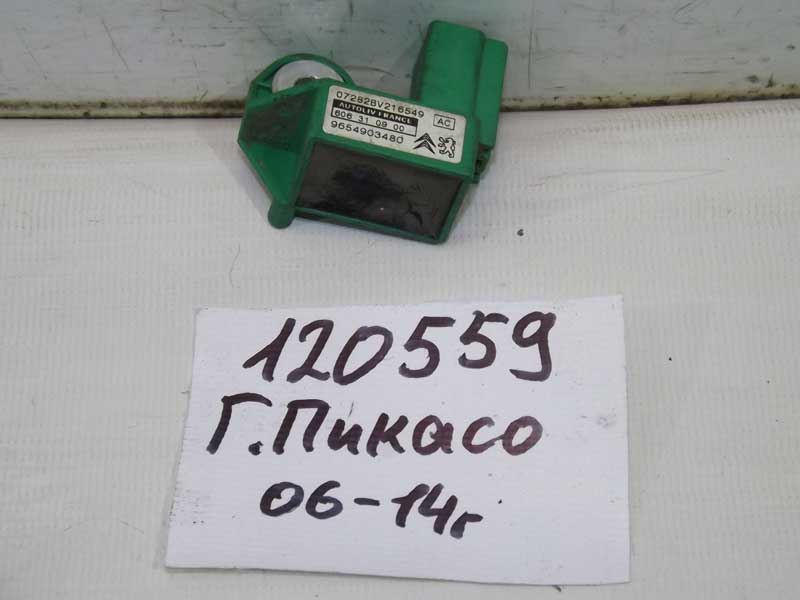 07282BV216549
AUTOLIV FRANCE
606 31 09 00
AC
9654903480
120559
Г.Пикасо
06-14г